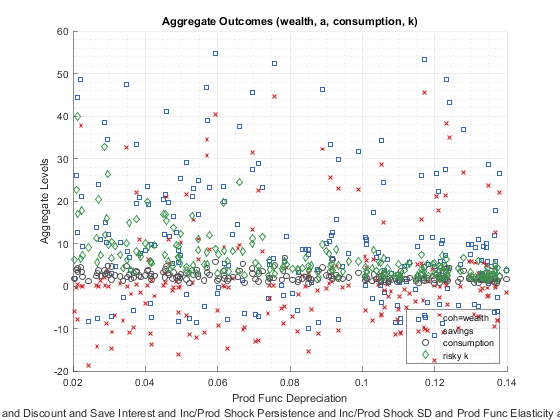 Aggregate Outcomes (wealth, a, consumption, k)
60
50
40
30
20
10
0
-10
-20
Aggregate Levels
0.02
0.04
0.06
0.08
0.1
0.12
0.14
coh=wealth
savings
consumption
risky k
Prod Func Depreciation
and Discount and Save Interest and Inc/Prod Shock Persistence and Inc/Prod Shock SD and Prod Func Elasticity a